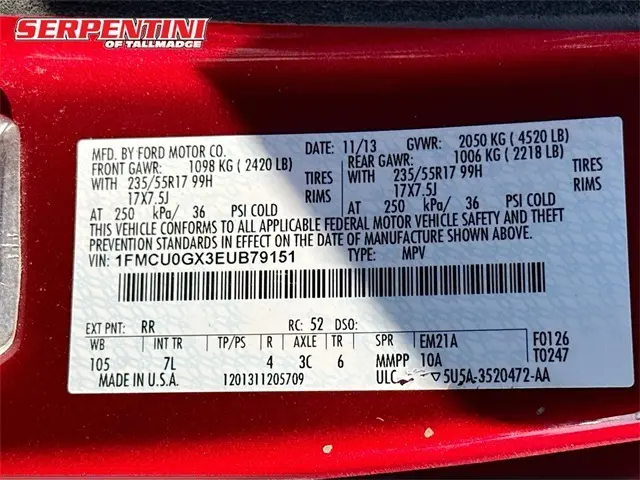 SERPENTINI
OF TALLMADGE
MFD. BY FORD MOTOR CO. DATE: 11/13 GVWR: 2050 KG ( 4520 LB)
FRONT GAWR: 1098 KG ( 2420 LB) REAR GAWR: 1006 KG ( 2218 LB)
WITH 235/55R17 99H TIRES WITH 235/55R17 99H TIRES
17X7.5J RIMS 17X7.5J RIMS
AT 250 kPa/ 36 PSI COLD AT 250 kPa/ 36 PSI COLD
THIS VEHICLE CONFORMS TO ALL APPLICABLE FEDERAL MOTOR VEHICLE SAFETY AND THEFT
PREVENTION STANDARDS IN EFFECT ON THE DATE OF MANUFACTURE SHOWN ABOVE.
VIN: 1FMCU0GX3EUB79151 TYPE: MPV
EXT PNT: RR RC: 52 DSO:
WB INT TR TP/PS R AXLE TR SPR EM21A F0126
105 7L 4 3C 6 MMPP 10A T0247
MADE IN U.S.A. 1201311205709 ULC ▽ 5U5A-3520472-AA